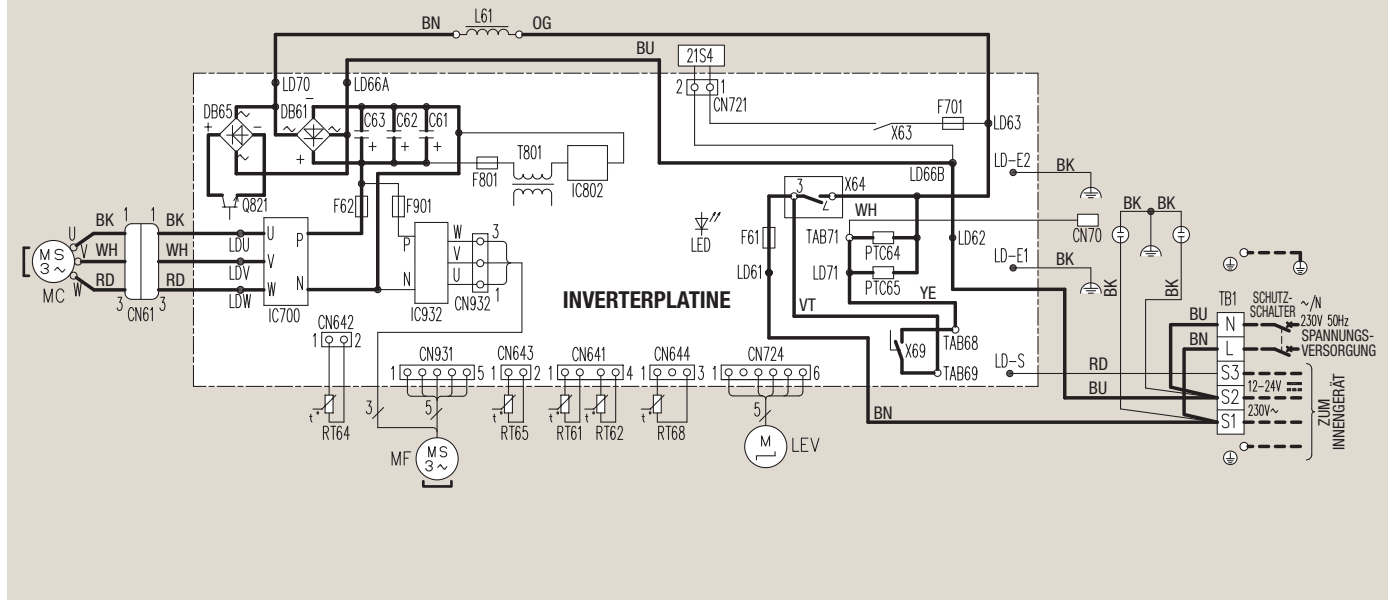 BN L61 OG
BU
21S4
2 1
CN721
LD70
LD66A
DB65
DB61
~
~
~
~
+
−
−
+
C63
C62
C61
+
+
+
F701
X63
LD63
T801
F801
IC802
LD66B
LD-E2
BK
Q821
F62
F901
3
X64
WH
LED
F61
TAB71
PTC64
LD62
CN70
BK BK
LD61
LD71
PTC65
LD-E1
BK
BK
BK
U BK 1 1 BK LDU U P
V WH WH LDV V
W RD 3 3 RD LDW W N
MS
3~
MC
CN61
IC700
P
N
W
V
U
3
1
IC932
CN932
INVERTERPLATINE
VT
YE
X69
TAB68
TAB69
LD-S
RD
BU
BN
TB1
SCHUTZ-
SCHALTER
~/N
230V 50Hz
SPANNUNGS-
VERSORGUNG
BU
BN
N
L
S3
S2
S1
12-24V
230V~
ZUM
INNENGERÄT
CN642
1 2
CN931
1 5
CN643
1 2
CN641
1 4
CN644
1 3
CN724
1 6
t°
RT64
3
5
t°
RT65
t°
RT61
t°
RT62
t°
RT68
5
MF
MS
3~
M
LEV